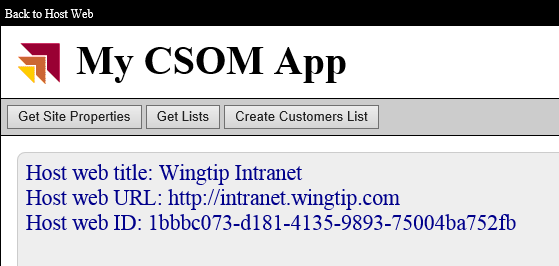 Back to Host Web
My CSOM App
Get Site Properties Get Lists Create Customers List
Host web title: Wingtip Intranet
Host web URL: http://intranet.wingtip.com
Host web ID: 1bbbc073-d181-4135-9893-75004ba752fb